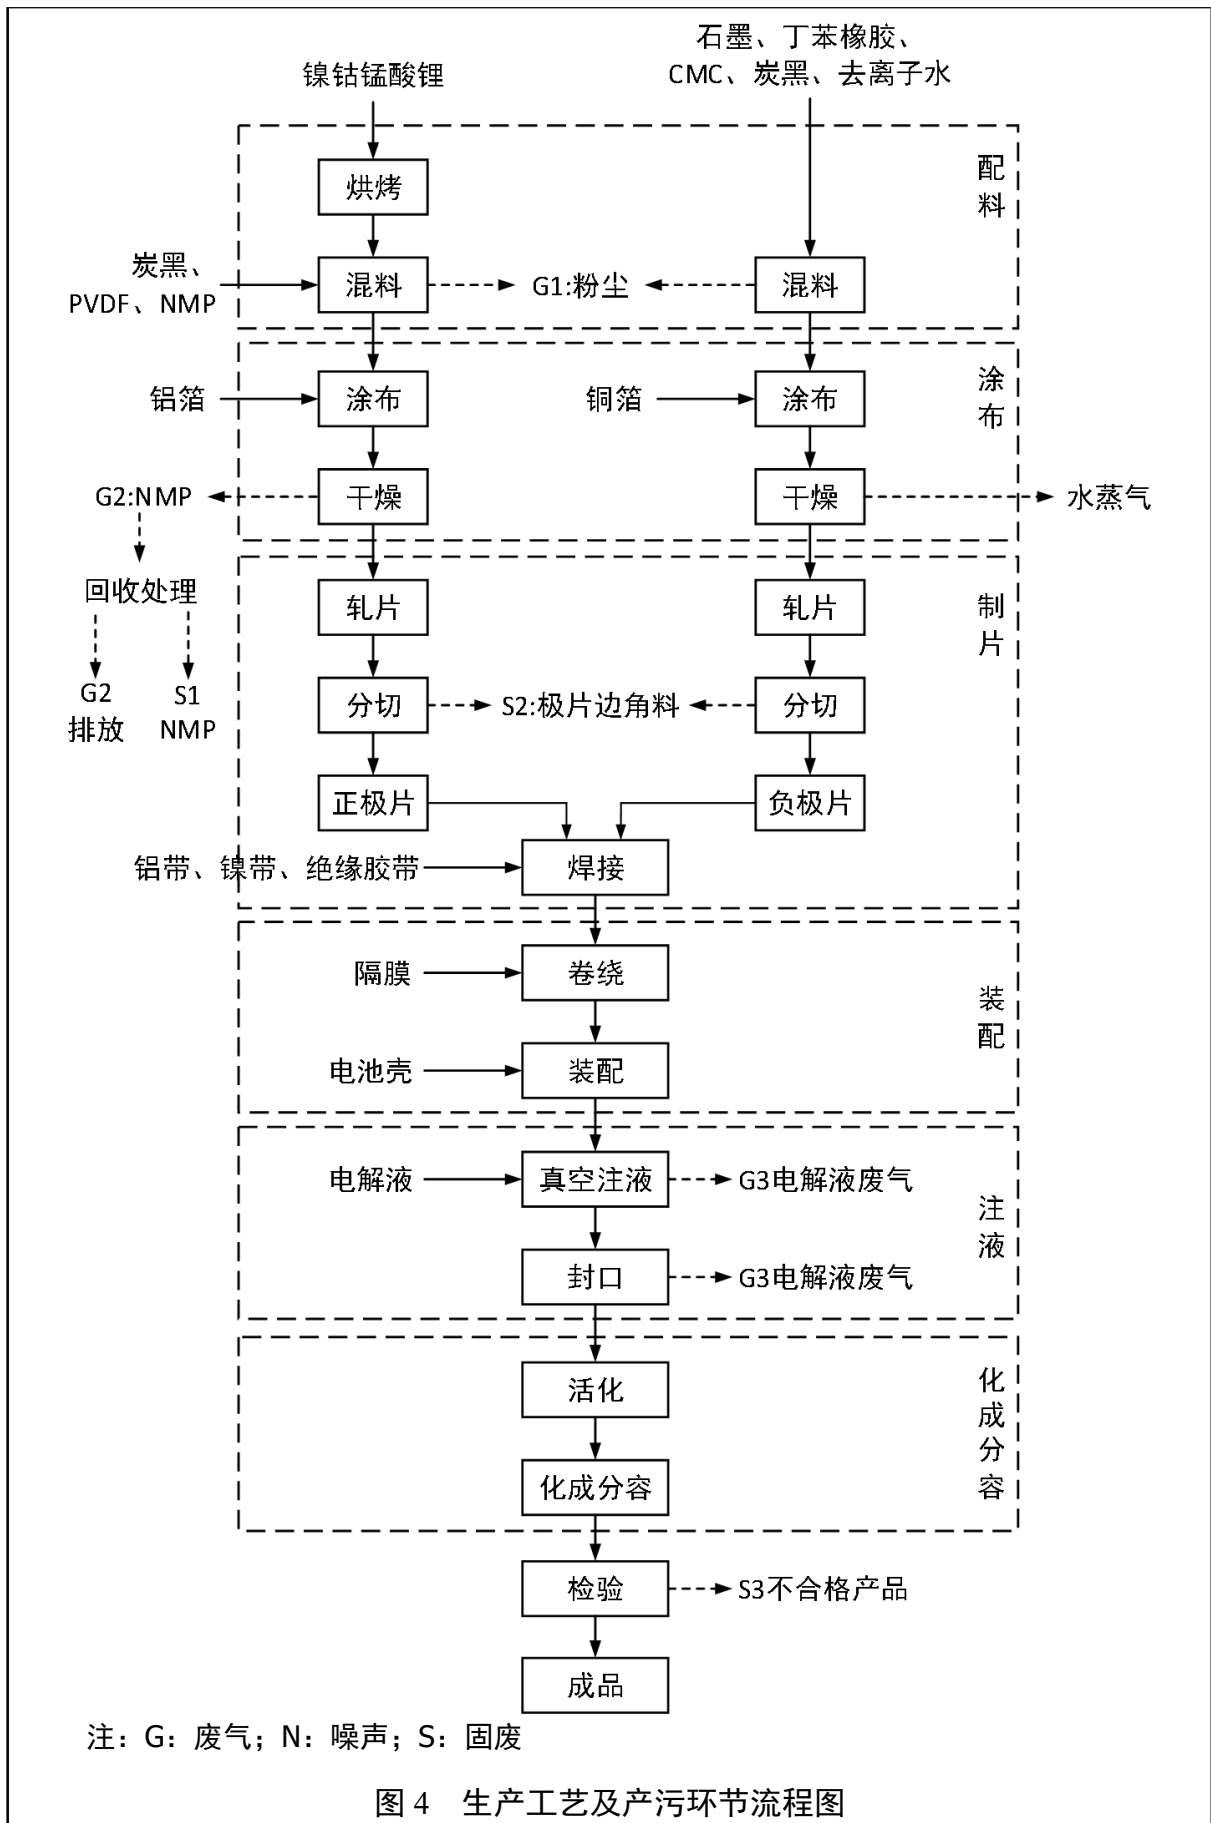 石墨、丁苯橡胶、
CMC、炭黑、去离子水
镍钴锰酸锂
配料
烘烤
炭黑、
PVDF、NMP
混料
G1:粉尘
混料
涂布
铝箔
涂布
铜箔
涂布
G2:NMP
干燥
干燥
水蒸气
回收处理
G2
排放
S1
NMP
制片
轧片
轧片
分切
S2:极片边角料
分切
正极片
负极片
铝带、镍带、绝缘胶带
焊接
隔膜
卷绕
装配
电池壳
装配
电解液
真空注液
G3电解液废气
注液
封口
G3电解液废气
活化
化成分容
化成分容
检验
S3不合格产品
成品
注：G：废气；N：噪声；S：固废
图 4 生产工艺及产污环节流程图